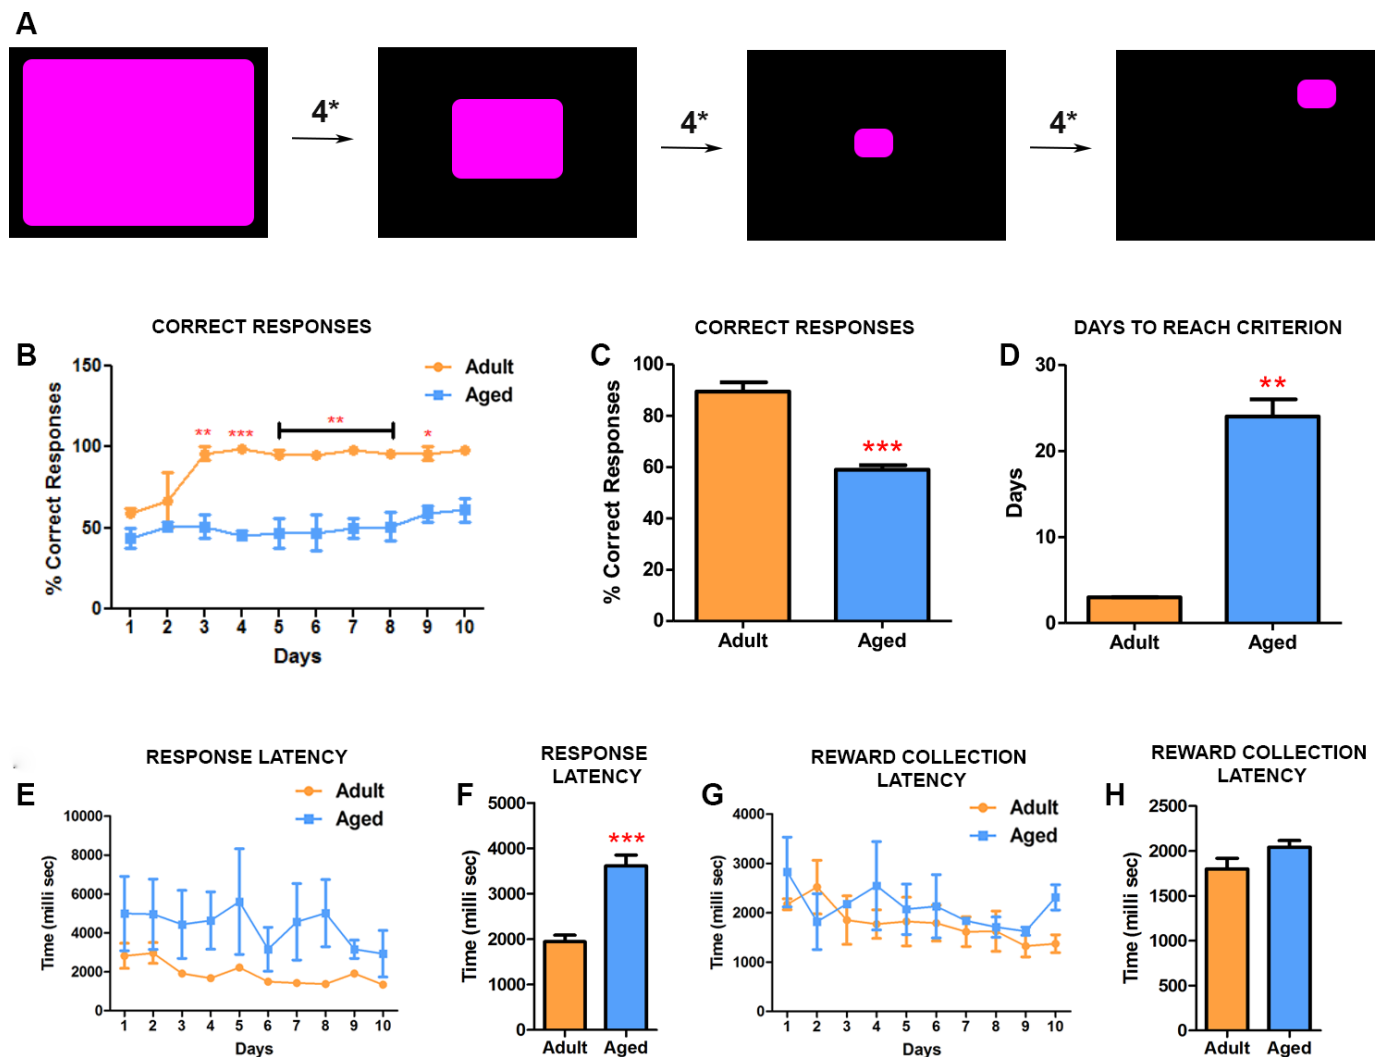 A
4*
4*
4*
CORRECT RESPONSES
B
% Correct Responses
150
100
50
0
** *** ** *
Adult
Aged
1 2 3 4 5 6 7 8 9 10
Days
CORRECT RESPONSES
C
% Correct Responses
100
80
60
40
20
0
***
Adult Aged
DAYS TO REACH CRITERION
D
Days
30
20
10
0
**
Adult Aged
RESPONSE LATENCY
E
Time (milli sec)
10000
8000
6000
4000
2000
0
Adult
Aged
1 2 3 4 5 6 7 8 9 10
Days
RESPONSE
LATENCY
F
Time (milli sec)
5000
4000
3000
2000
1000
0
***
Adult Aged
REWARD COLLECTION
LATENCY
G
Time (milli sec)
4000
3000
2000
1000
0
Adult
Aged
1 2 3 4 5 6 7 8 9 10
Days
REWARD COLLECTION
LATENCY
H
Time (milli sec)
2500
2000
1500
1000
500
0
Adult Aged